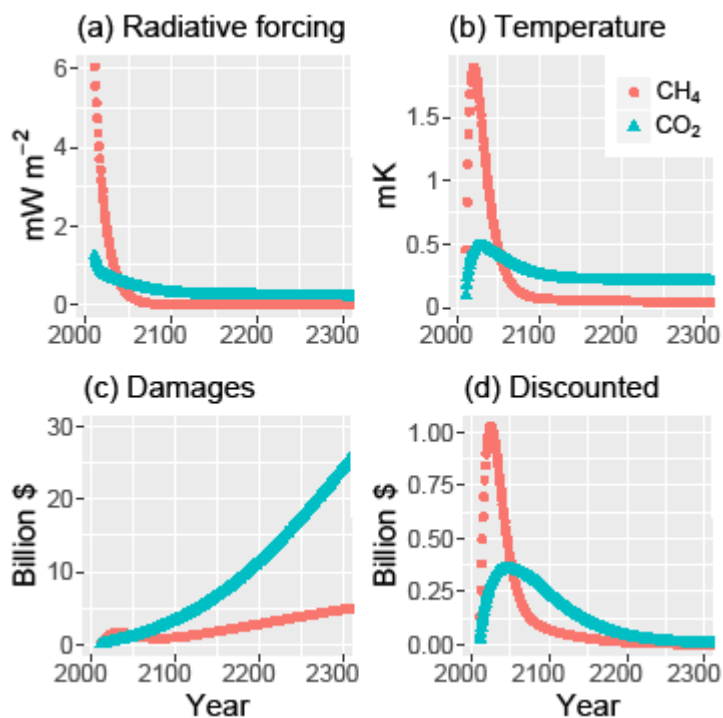 (a) Radiative forcing
6
4
2
0
mW m⁻²
2000 2100 2200 2300
(b) Temperature
1.5
1
0.5
0
mK
CH₄
CO₂
2000 2100 2200 2300
(c) Damages
30
20
10
0
Billion $
2000 2100 2200 2300
Year
(d) Discounted
1.00
0.75
0.50
0.25
0.00
Billion $
2000 2100 2200 2300
Year